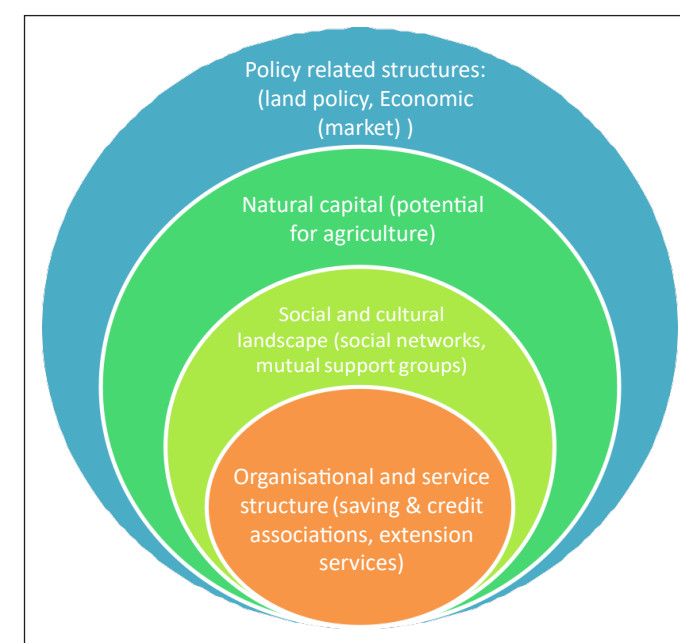 Policy related structures:
(land policy, Economic
(market) )
Natural capital (potential
for agriculture)
Social and cultural
landscape (social networks,
mutual support groups)
Organisational and service
structure (saving & credit
associations, extension
services)